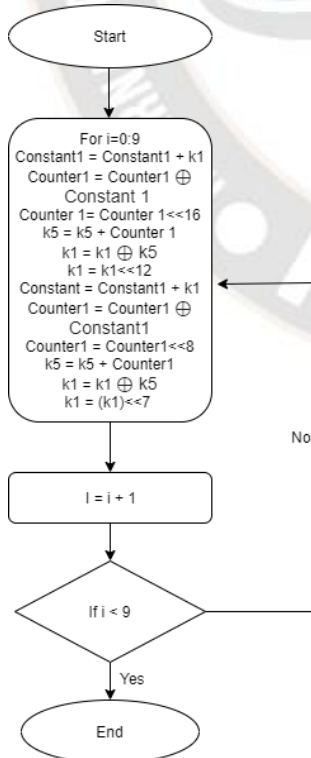 Start
For i=0:9
Constant1 = Constant1 + k1
Counter1 = Counter1 ⊕
Constant 1
Counter 1= Counter 1<<16
k5 = k5 + Counter 1
k1 = k1 ⊕ k5
k1 = k1<<12
Constant = Constant1 + k1
Counter1 = Counter1 ⊕
Constant1
Counter1 = Counter1<<8
k5 = k5 + Counter1
k1 = k1 ⊕ k5
k1 = (k1)<<7
No
I = i + 1
If i < 9
Yes
End